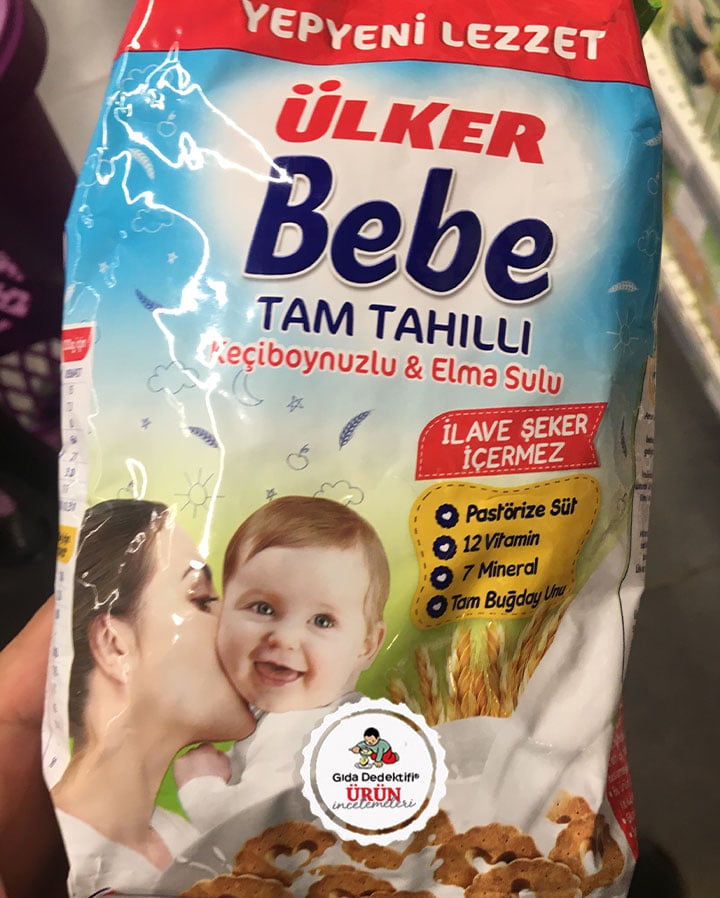 YEPYENİ LEZZET
ÜLKER
Bebe
TAM TAHILLI
Keçiboynuzlu & Elma Sulu
İLAVE ŞEKER
İÇERMEZ
Pastörize Süt
12 Vitamin
7 Mineral
Tam Buğday Unu
Gıda Dedektifi®
ÜRÜN
incelemeleri